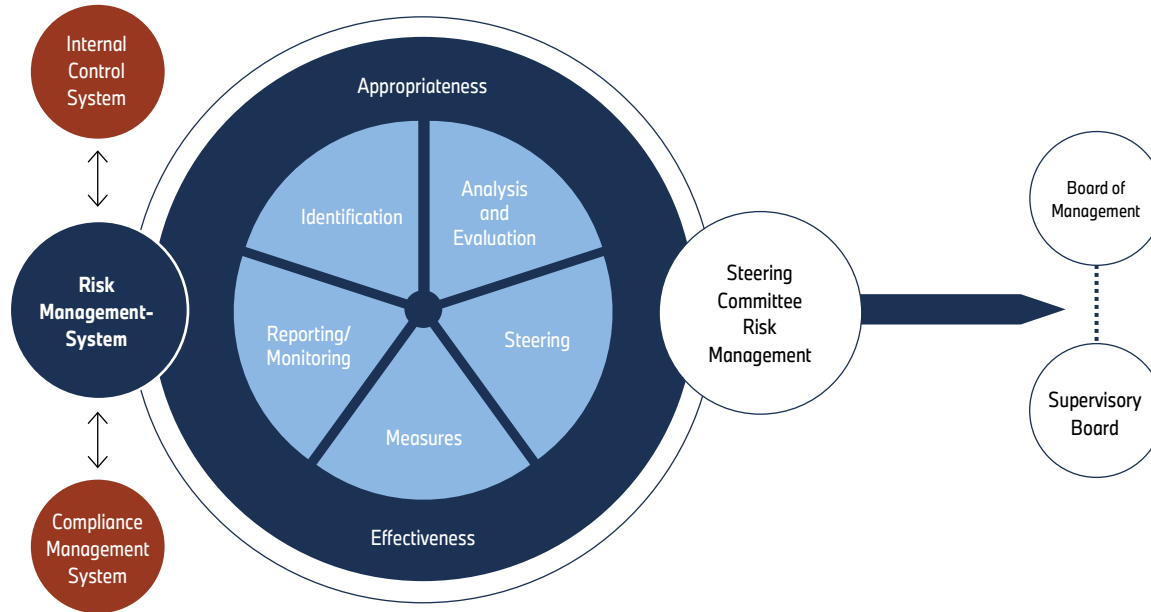 Internal
Control
System
Risk
Management-
System
Compliance
Management
System
Appropriateness
Identification
Analysis
and
Evaluation
Reporting/
Monitoring
Steering
Measures
Effectiveness
Steering
Committee
Risk
Management
Board of
Management
Supervisory
Board